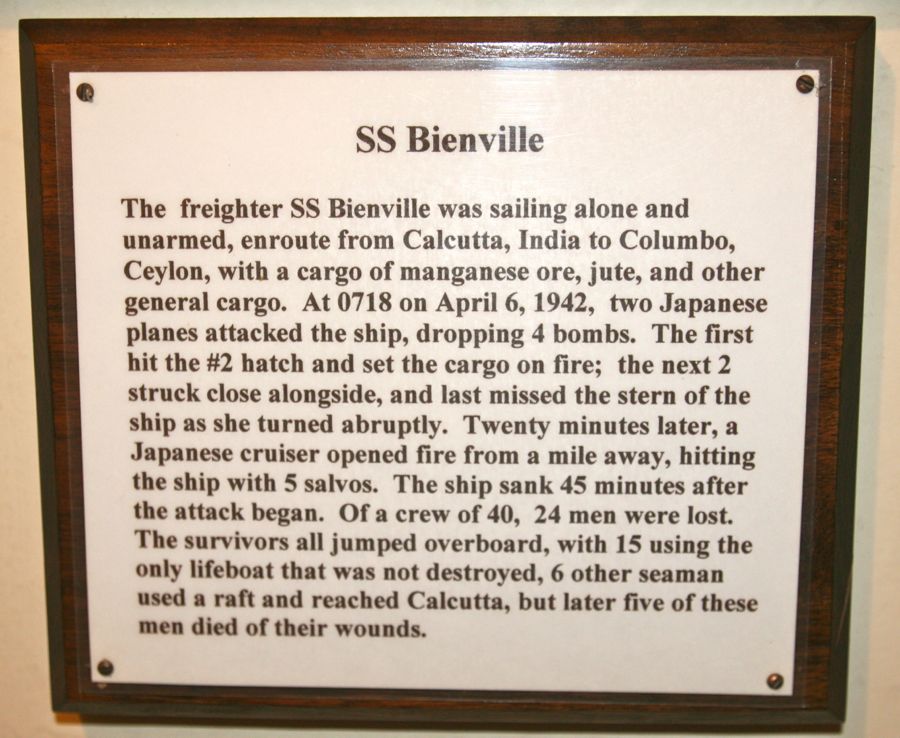 SS Bienville
The freighter SS Bienville was sailing alone and
unarmed, enroute from Calcutta, India to Columbo,
Ceylon, with a cargo of manganese ore, jute, and other
general cargo. At 0718 on April 6, 1942, two Japanese
planes attacked the ship, dropping 4 bombs. The first
hit the #2 hatch and set the cargo on fire; the next 2
struck close alongside, and last missed the stern of the
ship as she turned abruptly. Twenty minutes later, a
Japanese cruiser opened fire from a mile away, hitting
the ship with 5 salvos. The ship sank 45 minutes after
the attack began. Of a crew of 40, 24 men were lost.
The survivors all jumped overboard, with 15 using the
only lifeboat that was not destroyed, 6 other seaman
used a raft and reached Calcutta, but later five of these
men died of their wounds.